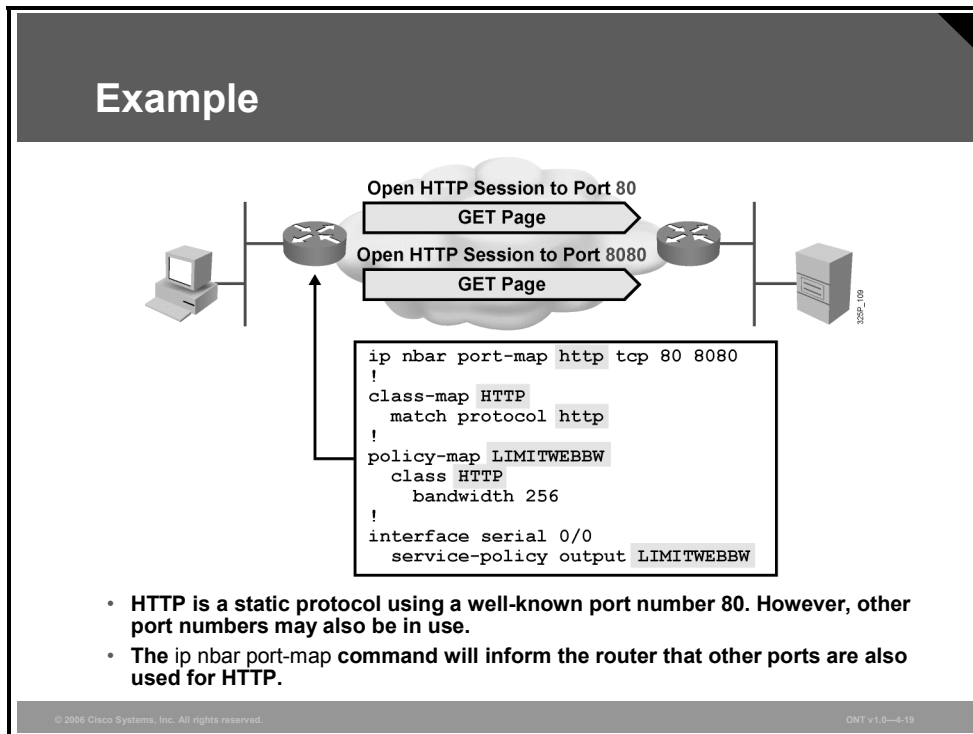 Example
Open HTTP Session to Port 80
GET Page
Open HTTP Session to Port 8080
GET Page
325P_109
ip nbar port-map http tcp 80 8080
!
class-map HTTP
match protocol http
!
policy-map LIMITWEBBW
class HTTP
bandwidth 256
!
interface serial 0/0
service-policy output LIMITWEBBW
• HTTP is a static protocol using a well-known port number 80. However, other
port numbers may also be in use.
• The ip nbar port-map command will inform the router that other ports are also
used for HTTP.
© 2006 Cisco Systems, Inc. All rights reserved.
ONT v1.0—4-19